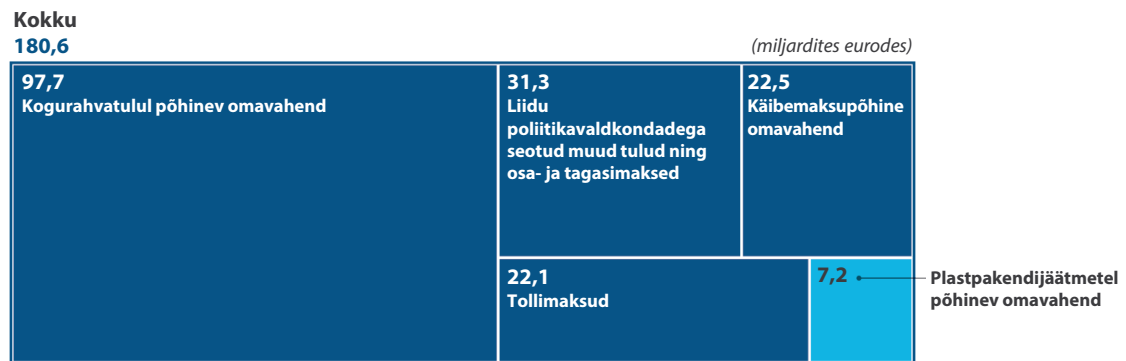 Kokku
180,6
(miljardites eurodes)
97,7
Kogurahvatulul põhinev omavahend
31,3
Liidu
poliitikavaldkondadega
seotud muud tulud ning
osa- ja tagasimaksed
22,5
Käibemaksupõhine
omavahend
22,1
Tollimaksud
7,2
Plastpakendijäätmetel
põhinev omavahend